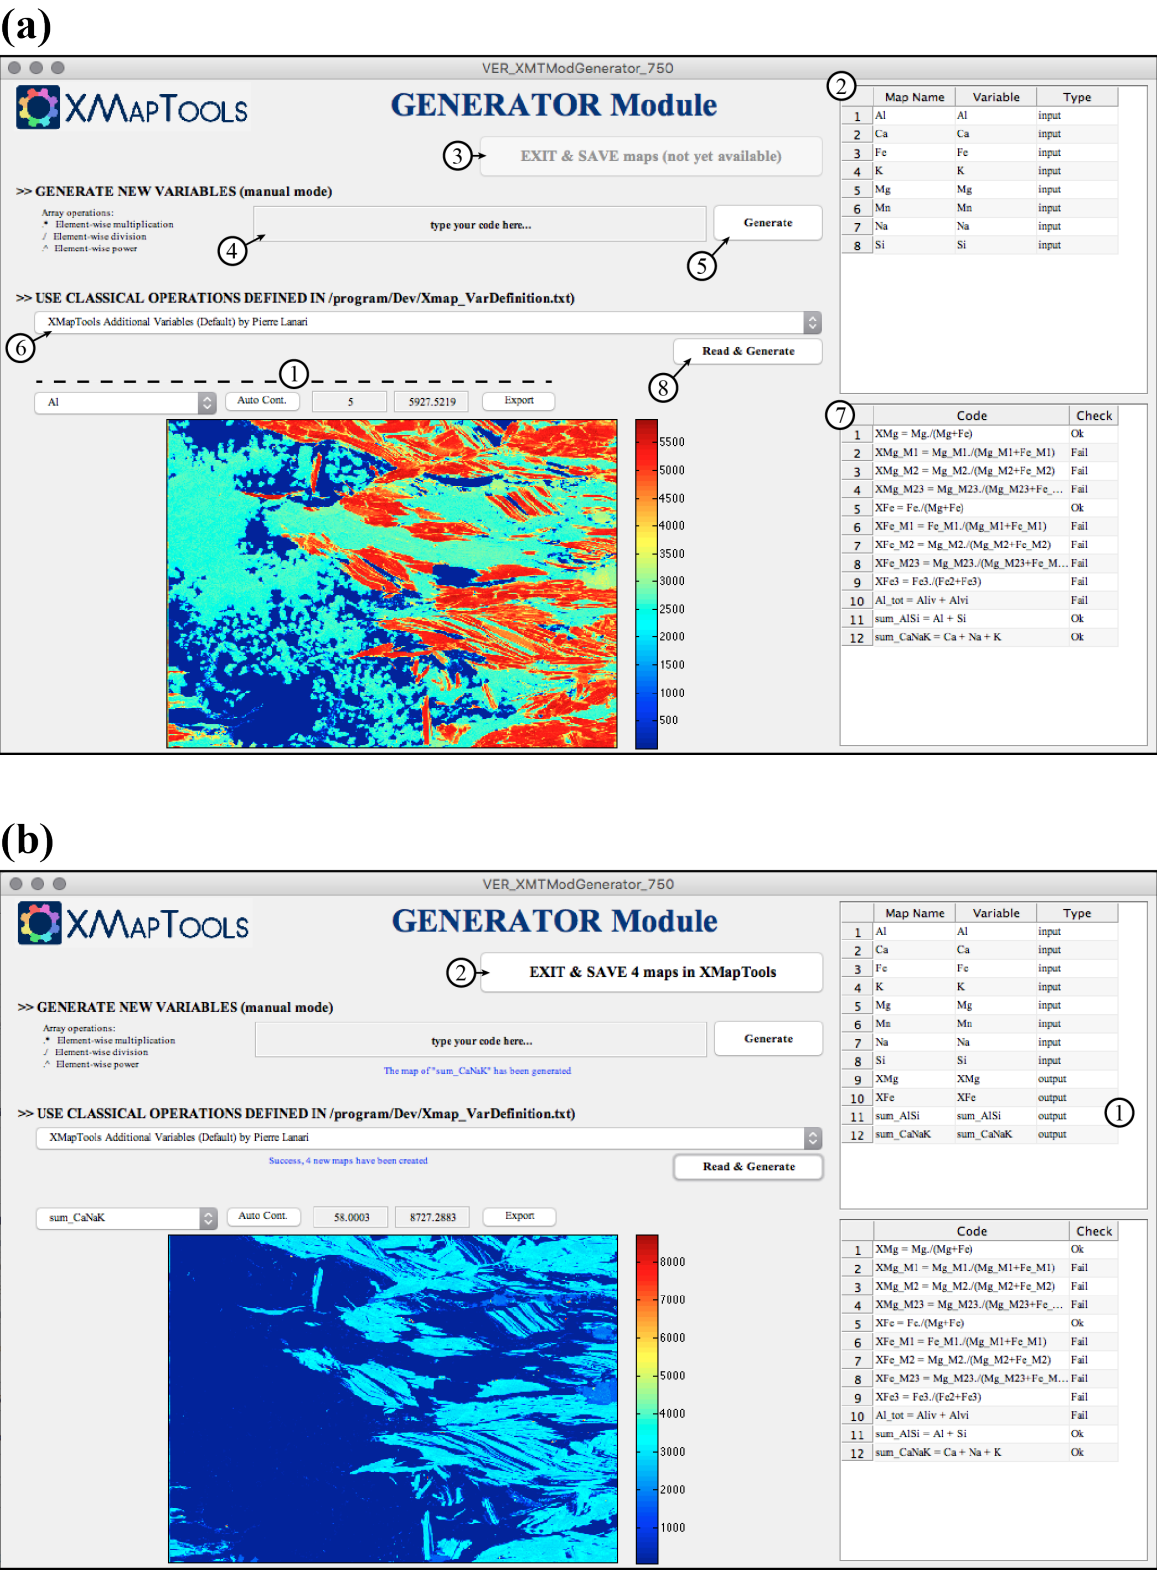 (a)
VER_XMTModGenerator_750
XMAPTOOLS
GENERATOR Module
3
EXIT & SAVE maps (not yet available)
>> GENERATE NEW VARIABLES (manual mode)
Array operations:
.* Element-wise multiplication
./ Element-wise division
.^ Element-wise power
type your code here...
Generate
4
5
>> USE CLASSICAL OPERATIONS DEFINED IN /program/Dev/Xmap_VarDefinition.txt)
XMapTools Additional Variables (Default) by Pierre Lanari
6
Read & Generate
8
1
Al
Auto Cont.
5
5927.5219
Export
5500
5000
4500
4000
3500
3000
2500
2000
1500
1000
500
2
Map Name Variable Type
1 Al Al input
2 Ca Ca input
3 Fe Fe input
4 K K input
5 Mg Mg input
6 Mn Mn input
7 Na Na input
8 Si Si input
7
Code Check
1 XMg = Mg./(Mg+Fe) Ok
2 XMg_M1 = Mg_M1./(Mg_M1+Fe_M1) Fail
3 XMg_M2 = Mg_M2./(Mg_M2+Fe_M2) Fail
4 XMg_M23 = Mg_M23./(Mg_M23+Fe_... Fail
5 XFe = Fe./(Mg+Fe) Ok
6 XFe_M1 = Fe_M1./(Mg_M1+Fe_M1) Fail
7 XFe_M2 = Mg_M2./(Mg_M2+Fe_M2) Fail
8 XFe_M23 = Mg_M23./(Mg_M23+Fe_M... Fail
9 XFe3 = Fe3./(Fe2+Fe3) Fail
10 Al_tot = Aliv + Alvi Fail
11 sum_AlSi = Al + Si Ok
12 sum_CaNaK = Ca + Na + K Ok
(b)
VER_XMTModGenerator_750
XMAPTOOLS
GENERATOR Module
2
EXIT & SAVE 4 maps in XMapTools
>> GENERATE NEW VARIABLES (manual mode)
Array operations:
.* Element-wise multiplication
./ Element-wise division
.^ Element-wise power
type your code here...
Generate
The map of "sum_CaNaK" has been generated
>> USE CLASSICAL OPERATIONS DEFINED IN /program/Dev/Xmap_VarDefinition.txt)
XMapTools Additional Variables (Default) by Pierre Lanari
Success, 4 new maps have been created
Read & Generate
sum_CaNaK
Auto Cont.
58.0003
8727.2883
Export
8000
7000
6000
5000
4000
3000
2000
1000
Map Name Variable Type
1 Al Al input
2 Ca Ca input
3 Fe Fe input
4 K K input
5 Mg Mg input
6 Mn Mn input
7 Na Na input
8 Si Si input
9 XMg XMg output
10 XFe XFe output
11 sum_AlSi sum_AlSi output
12 sum_CaNaK sum_CaNaK output
1
Code Check
1 XMg = Mg./(Mg+Fe) Ok
2 XMg_M1 = Mg_M1./(Mg_M1+Fe_M1) Fail
3 XMg_M2 = Mg_M2./(Mg_M2+Fe_M2) Fail
4 XMg_M23 = Mg_M23./(Mg_M23+Fe_... Fail
5 XFe = Fe./(Mg+Fe) Ok
6 XFe_M1 = Fe_M1./(Mg_M1+Fe_M1) Fail
7 XFe_M2 = Mg_M2./(Mg_M2+Fe_M2) Fail
8 XFe_M23 = Mg_M23./(Mg_M23+Fe_M... Fail
9 XFe3 = Fe3./(Fe2+Fe3) Fail
10 Al_tot = Aliv + Alvi Fail
11 sum_AlSi = Al + Si Ok
12 sum_CaNaK = Ca + Na + K Ok